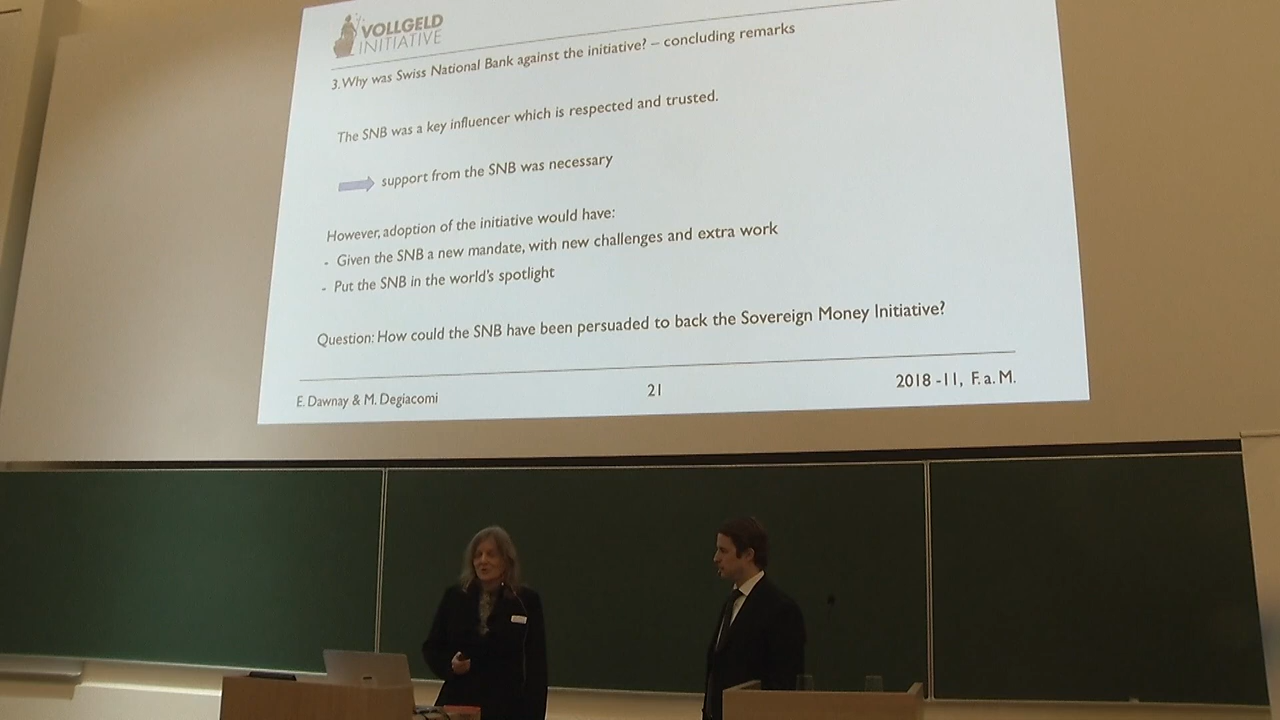 VOLLGELD
INITIATIVE
3. Why was Swiss National Bank against the initiative? – concluding remarks
The SNB was a key influencer which is respected and trusted.
support from the SNB was necessary
However, adoption of the initiative would have:
- Given the SNB a new mandate, with new challenges and extra work
- Put the SNB in the world's spotlight
Question: How could the SNB have been persuaded to back the Sovereign Money Initiative?
E. Dawnay & M. Degiacomi
21
2018 -11, F. a. M.